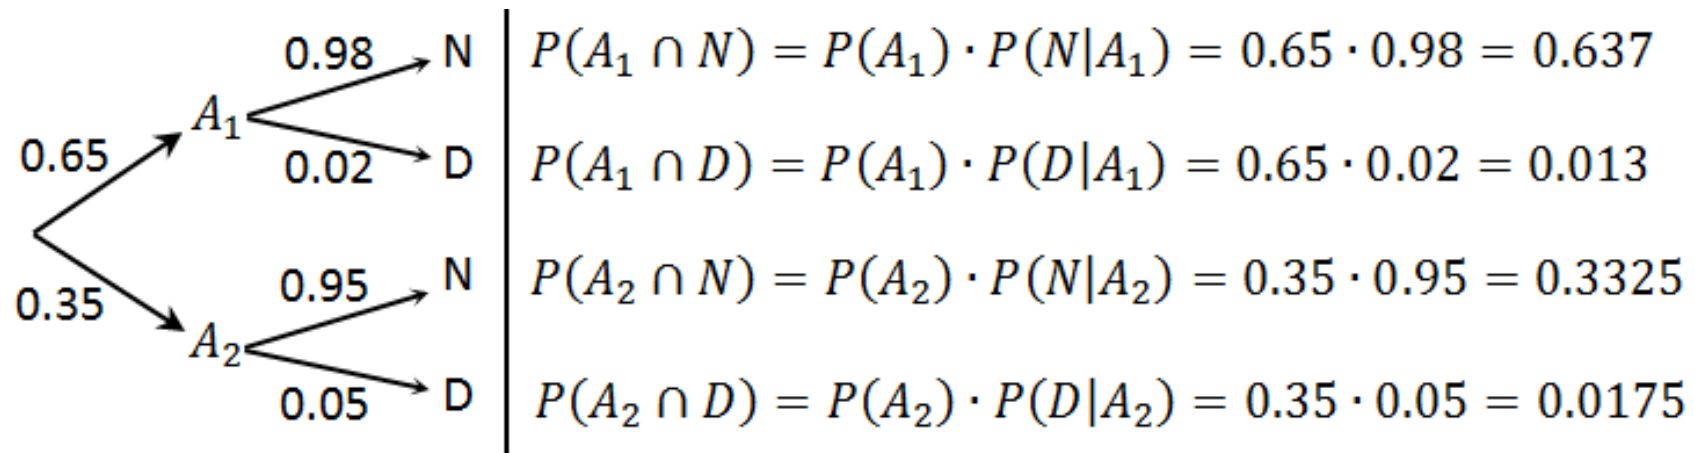 0.98 N P(A₁ ∩ N) = P(A₁) · P(N|A₁) = 0.65 · 0.98 = 0.637
A₁
0.65
0.02 D P(A₁ ∩ D) = P(A₁) · P(D|A₁) = 0.65 · 0.02 = 0.013
0.35
0.95 N P(A₂ ∩ N) = P(A₂) · P(N|A₂) = 0.35 · 0.95 = 0.3325
A₂
0.05 D P(A₂ ∩ D) = P(A₂) · P(D|A₂) = 0.35 · 0.05 = 0.0175